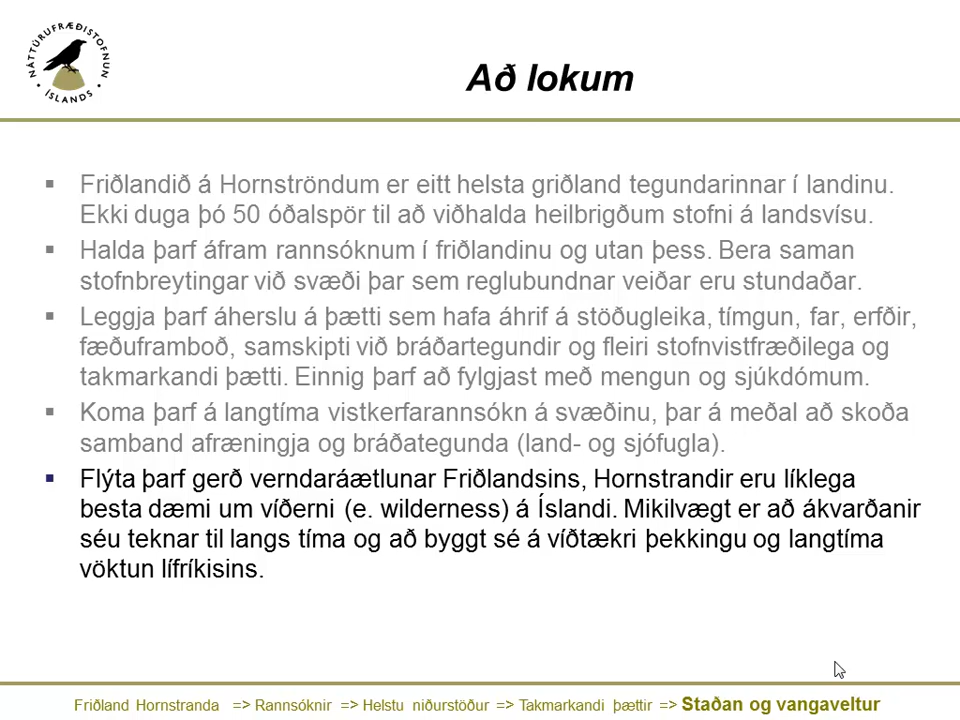 NÁTTÚRUFRÆÐISTOFNUN
• ÍSLANDS •
Að lokum
▪ Friðlandið á Hornströndum er eitt helsta griðland tegundarinnar í landinu.
Ekki duga þó 50 óðalspör til að viðhalda heilbrigðum stofni á landsvísu.
▪ Halda þarf áfram rannsóknum í friðlandinu og utan þess. Bera saman
stofnbreytingar við svæði þar sem reglubundnar veiðar eru stundaðar.
▪ Leggja þarf áherslu á þætti sem hafa áhrif á stöðugleika, tímgun, far, erfðir,
fæðuframboð, samskipti við bráðartegundir og fleiri stofnvistfræðilega og
takmarkandi þætti. Einnig þarf að fylgjast með mengun og sjúkdómum.
▪ Koma þarf á langtíma vistkerfarannsókn á svæðinu, þar á meðal að skoða
samband afræningja og bráðategunda (land- og sjófugla).
▪ Flýta þarf gerð verndaráætlunar Friðlandsins, Hornstrandir eru líklega
besta dæmi um víðerni (e. wilderness) á Íslandi. Mikilvægt er að ákvarðanir
séu teknar til langs tíma og að byggt sé á víðtækri þekkingu og langtíma
vöktun lífríkisins.
Friðland Hornstranda => Rannsóknir => Helstu niðurstöður => Takmarkandi þættir => Staðan og vangaveltur